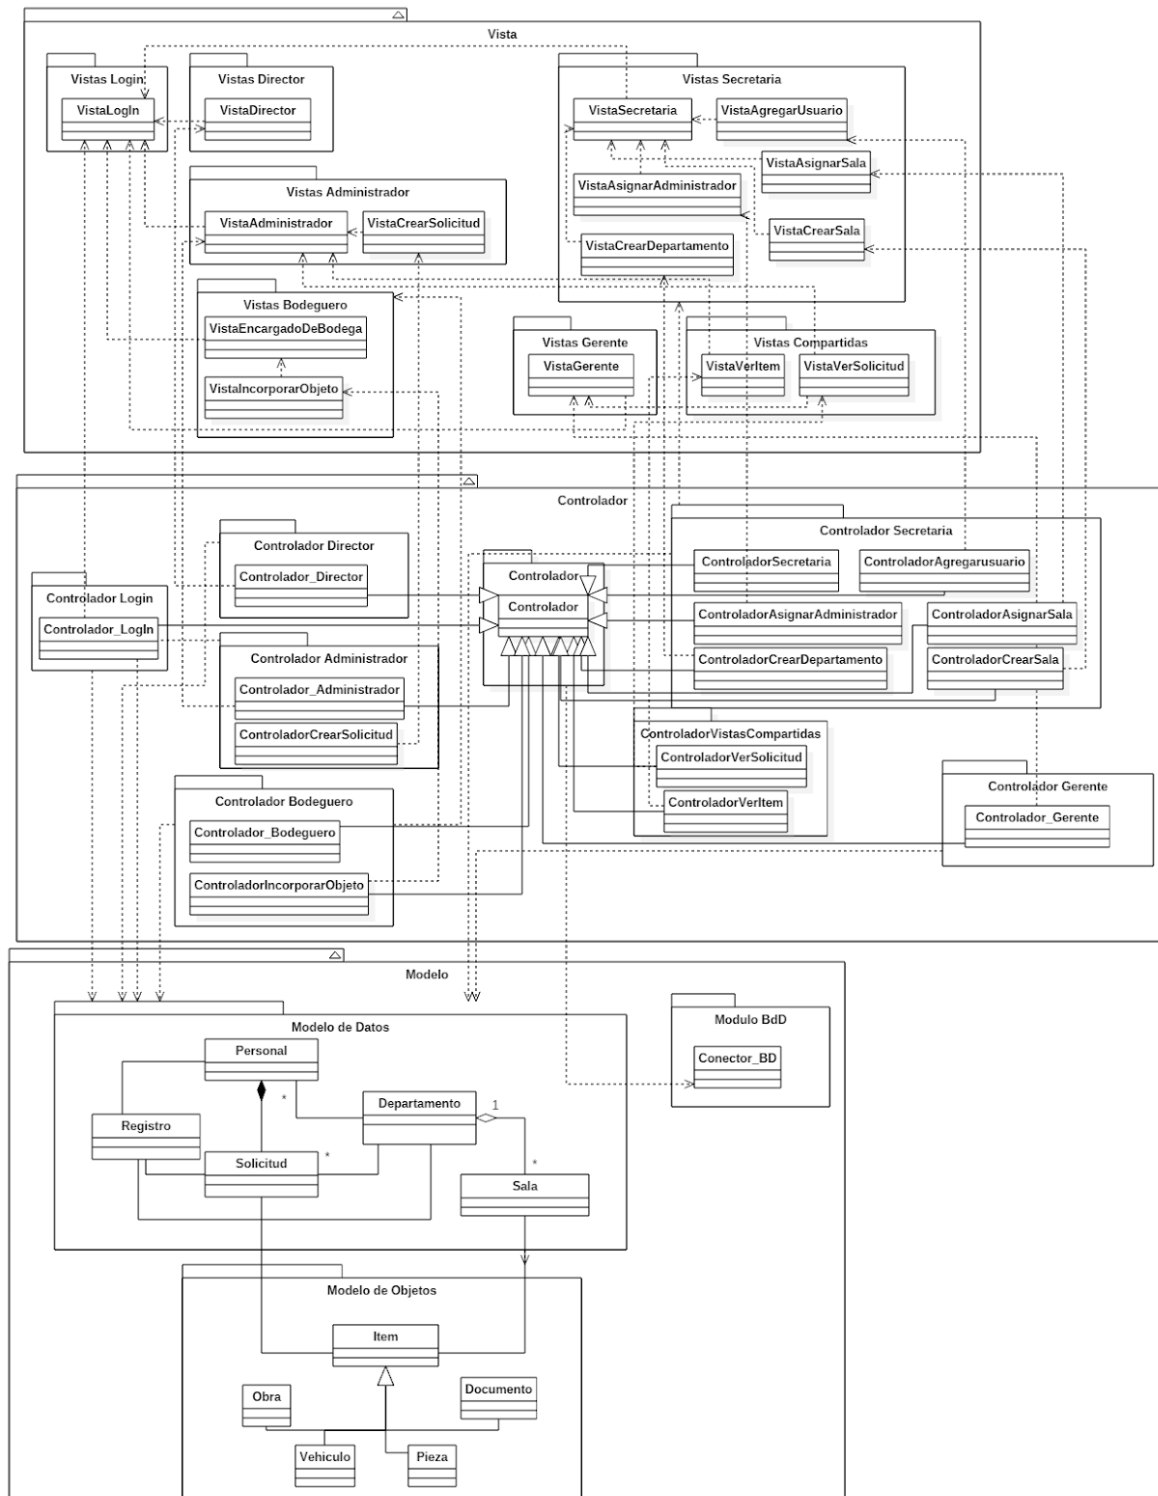 Vista
Vistas Login
VistaLogIn
Vistas Director
VistaDirector
Vistas Secretaria
VistaSecretaria
VistaAgregarUsuario
VistaAsignarSala
VistaAsignarAdministrador
VistaCrearSala
VistaCrearDepartamento
Vistas Administrador
VistaAdministrador
VistaCrearSolicitud
Vistas Bodeguero
VistaEncargadoDeBodega
VistaIncorporarObjeto
Vistas Gerente
VistaGerente
Vistas Compartidas
VistaVerItem
VistaVerSolicitud
Controlador
Controlador Director
Controlador_Director
Controlador Login
Controlador_LogIn
Controlador Administrador
Controlador_Administrador
ControladorCrearSolicitud
Controlador
Controlador
Controlador Secretaria
ControladorSecretaria
ControladorAgregarusuario
ControladorAsignarAdministrador
ControladorAsignarSala
ControladorCrearDepartamento
ControladorCrearSala
ControladorVistasCompartidas
ControladorVerSolicitud
ControladorVerItem
Controlador Gerente
Controlador_Gerente
Controlador Bodeguero
Controlador_Bodeguero
ControladorIncorporarObjeto
Modelo
Modelo de Datos
Personal
*
Departamento
1
Registro
Solicitud
*
*
Sala
Modulo BdD
Conector_BD
Modelo de Objetos
Item
Obra
Documento
Vehiculo
Pieza